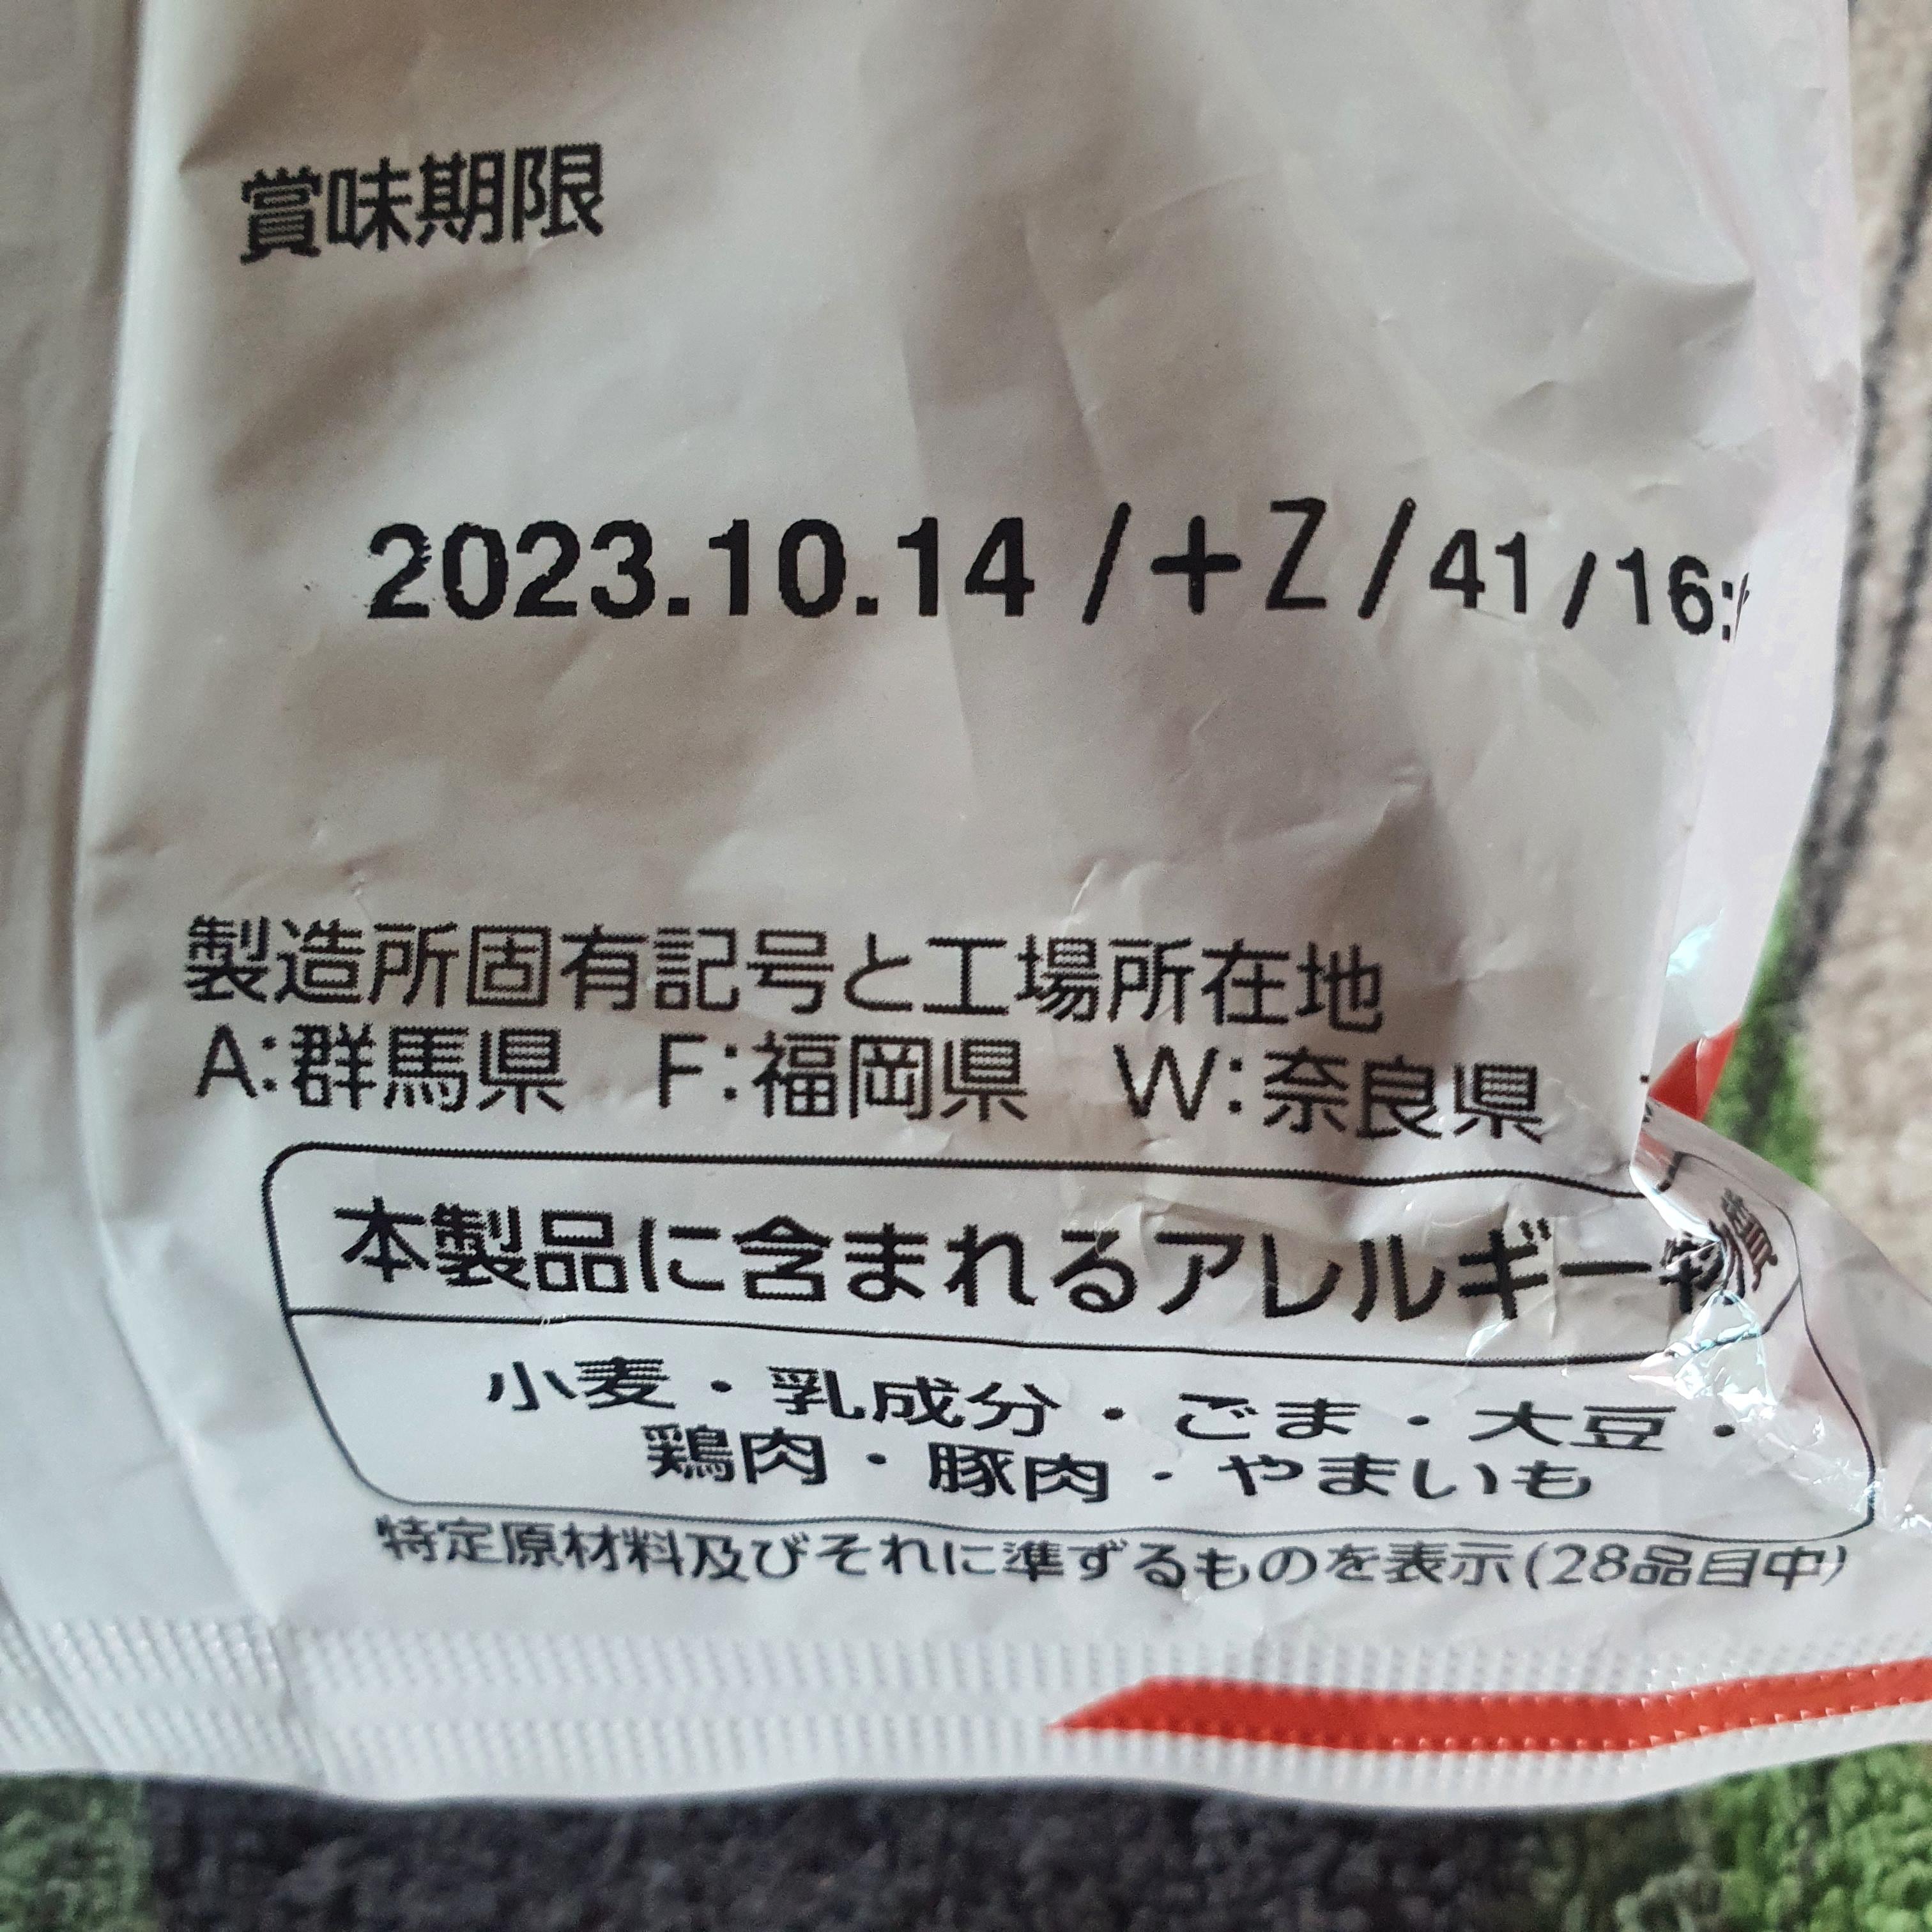 賞味期限
2023.10.14 /+Z/41/16:
製造所固有記号と工場所在地
A:群馬県 F:福岡県 W:奈良県
本製品に含まれるアレルギー物質
小麦・乳成分・ごま・大豆・
鶏肉・豚肉・やまいも
特定原材料及びそれに準ずるものを表示(28品目中)